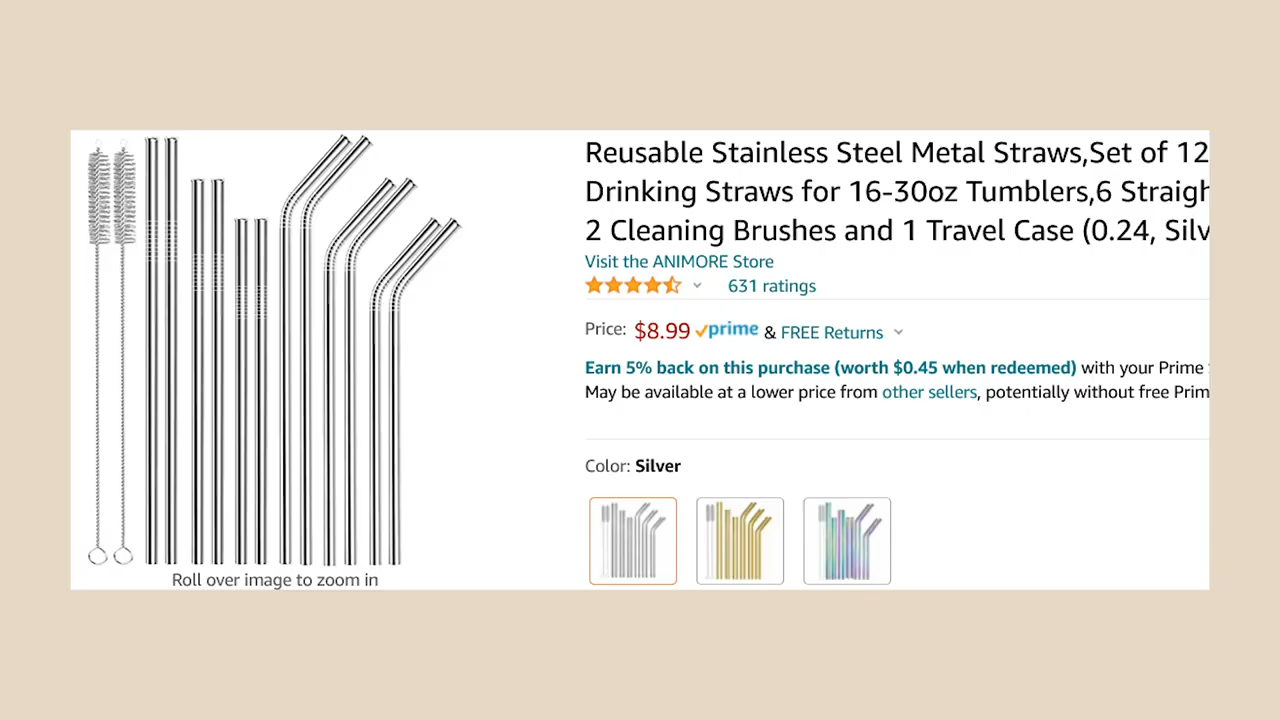 Reusable Stainless Steel Metal Straws,Set of 12
Drinking Straws for 16-30oz Tumblers,6 Straigh
2 Cleaning Brushes and 1 Travel Case (0.24, Silv
Visit the ANIMORE Store
631 ratings
Price: $8.99 prime & FREE Returns
Earn 5% back on this purchase (worth $0.45 when redeemed) with your Prime
May be available at a lower price from other sellers, potentially without free Prim
Color: Silver
Roll over image to zoom in